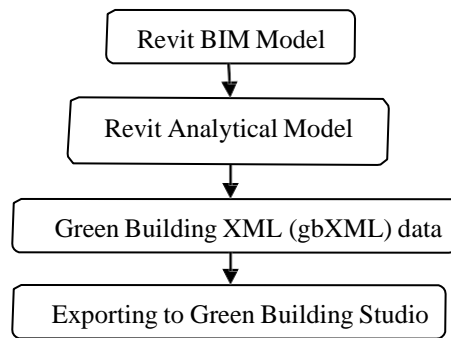 Revit BIM Model
Revit Analytical Model
Green Building XML (gbXML) data
Exporting to Green Building Studio